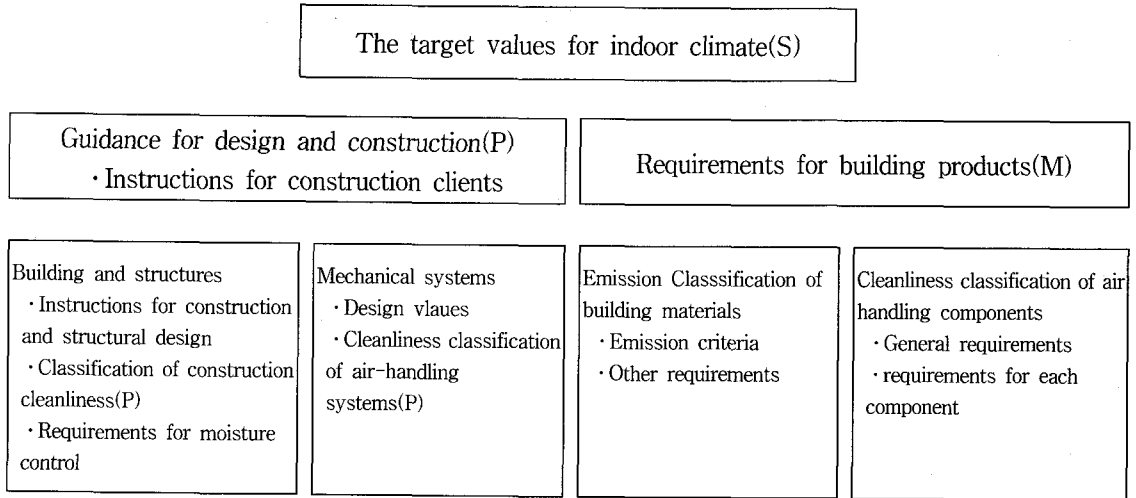 The target values for indoor climate(S)
Guidance for design and construction(P)
·Instructions for construction clients
Requirements for building products(M)
Building and structures
·Instructions for construction
and structural design
·Classification of construction
cleanliness(P)
·Requirements for moisture
control
Mechanical systems
·Design vlaues
·Cleanliness classification
of air-handling
systems(P)
Emission Classsification of
building materials
·Emission criteria
·Other requirements
Cleanliness classification of air
handling components
·General requirements
·requirements for each
component